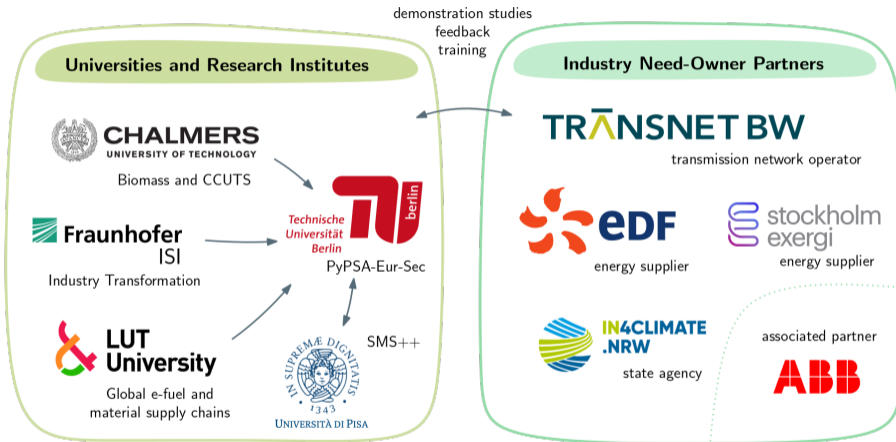 demonstration studies
feedback
training
Universities and Research Institutes
CHALMERS
UNIVERSITY OF TECHNOLOGY
Biomass and CCUTS
Fraunhofer
ISI
Industry Transformation
LUT
University
Global e-fuel and
material supply chains
berlin
Technische
Universität
Berlin
PyPSA-Eur-Sec
SMS++
IN SUPREMÆ DIGNITATIS
1343
UNIVERSITÀ DI PISA
Industry Need-Owner Partners
TRANSNET BW
transmission network operator
eDF
energy supplier
stockholm
exergi
energy supplier
IN4CLIMATE
.NRW
state agency
associated partner
ABB